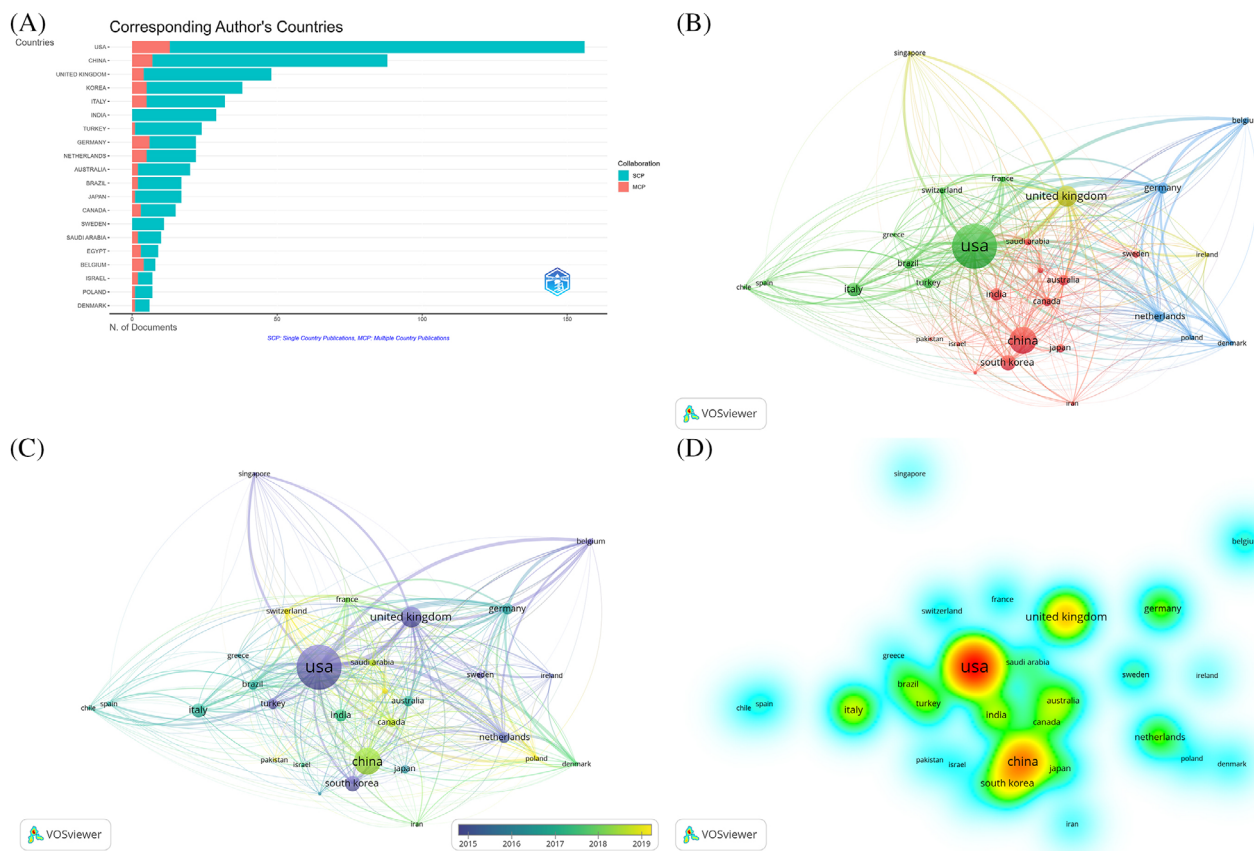 (A)
Corresponding Author's Countries
Countries
USA
CHINA
UNITED KINGDOM
KOREA
ITALY
INDIA
TURKEY
GERMANY
NETHERLANDS
AUSTRALIA
BRAZIL
JAPAN
CANADA
SWEDEN
SAUDI ARABIA
EGYPT
BELGIUM
ISRAEL
POLAND
DENMARK
Collaboration
SCP
MCP
0
50
100
150
N. of Documents
SCP: Single Country Publications, MCP: Multiple Country Publications
(B)
singapore
belgium
france
switzerland
germany
united kingdom
greece
usa
saudi arabia
sweden
ireland
brazil
turkey
australia
chile
spain
italy
india
canada
netherlands
china
pakistan
israel
japan
poland
denmark
south korea
iran
VOSviewer
(C)
singapore
belgium
france
switzerland
germany
united kingdom
greece
usa
saudi arabia
sweden
ireland
brazil
turkey
australia
chile
spain
italy
india
canada
netherlands
china
pakistan
israel
japan
poland
denmark
south korea
iran
VOSviewer
2015 2016 2017 2018 2019
(D)
singapore
belgium
france
switzerland
germany
united kingdom
greece
usa
saudi arabia
sweden
ireland
brazil
turkey
australia
chile
spain
italy
india
canada
netherlands
china
pakistan
israel
japan
poland
denmark
south korea
iran
VOSviewer